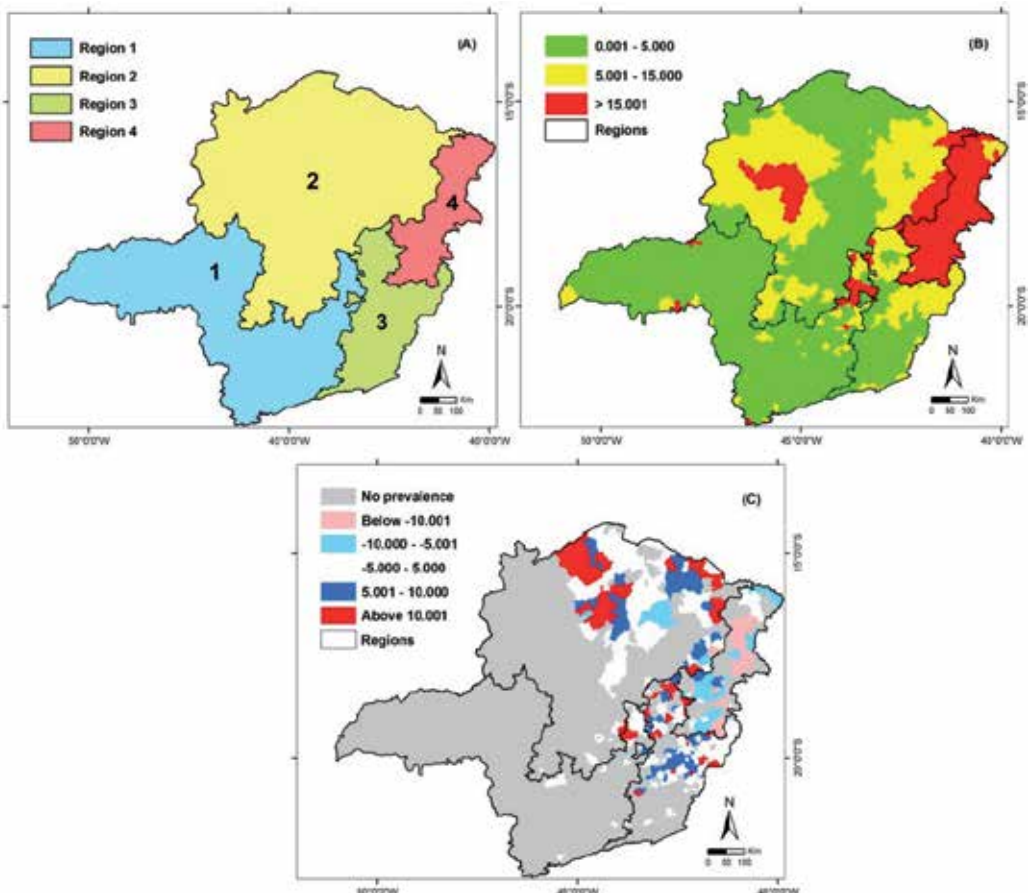 (A)
Region 1
Region 2
Region 3
Region 4
1
2
3
4
15°0'0"S
20°0'0"S
N
0 50 100 Km
50°0'0"W
40°0'0"W
40°0'0"W
(B)
0.001 - 5.000
5.001 - 15.000
> 15.001
Regions
15°0'0"S
20°0'0"S
N
0 50 100 Km
50°0'0"W
45°0'0"W
40°0'0"W
(C)
No prevalence
Below -10.001
-10.000 - -5.001
-5.000 - 5.000
5.001 - 10.000
Above 10.001
Regions
15°0'0"S
20°0'0"S
N
0 50 100 Km